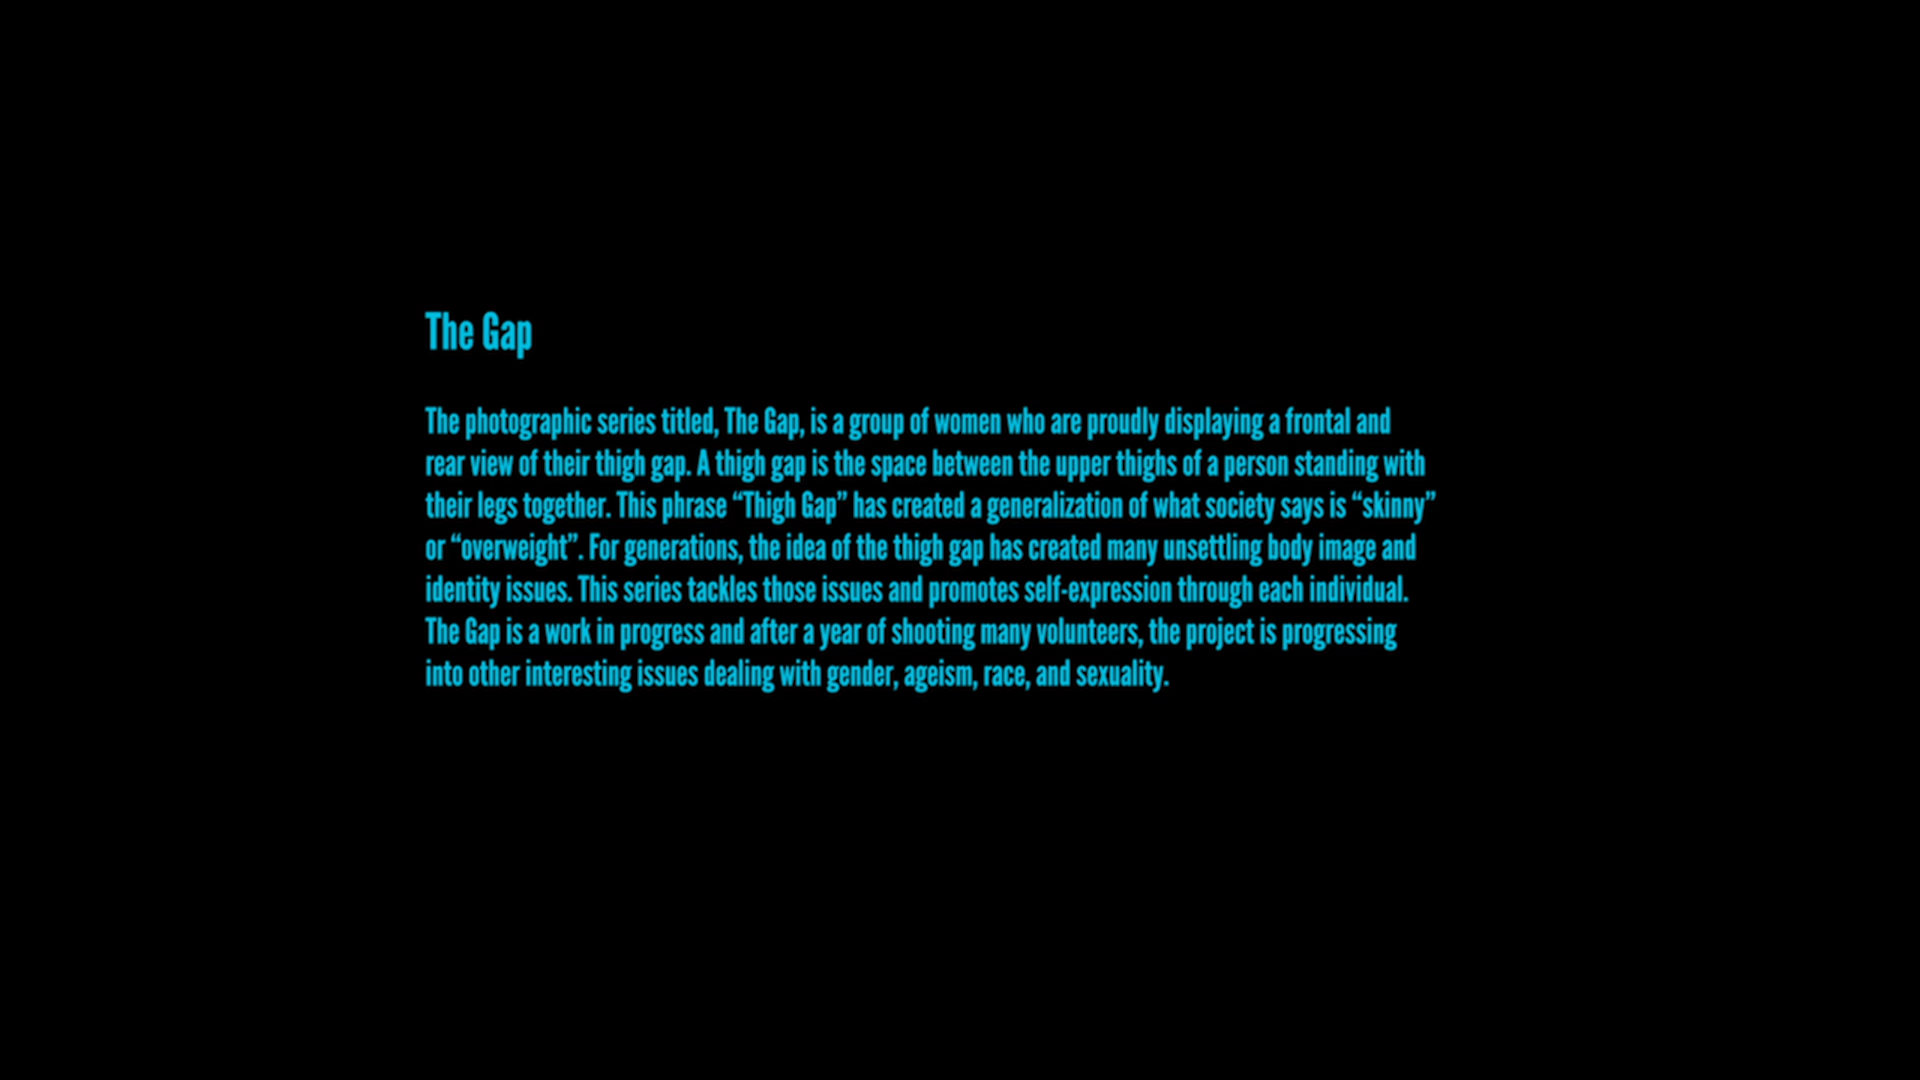 The Gap
The photographic series titled, The Gap, is a group of women who are proudly displaying a frontal and
rear view of their thigh gap. A thigh gap is the space between the upper thighs of a person standing with
their legs together. This phrase “Thigh Gap” has created a generalization of what society says is “skinny”
or “overweight”. For generations, the idea of the thigh gap has created many unsettling body image and
identity issues. This series tackles those issues and promotes self-expression through each individual.
The Gap is a work in progress and after a year of shooting many volunteers, the project is progressing
into other interesting issues dealing with gender, ageism, race, and sexuality.